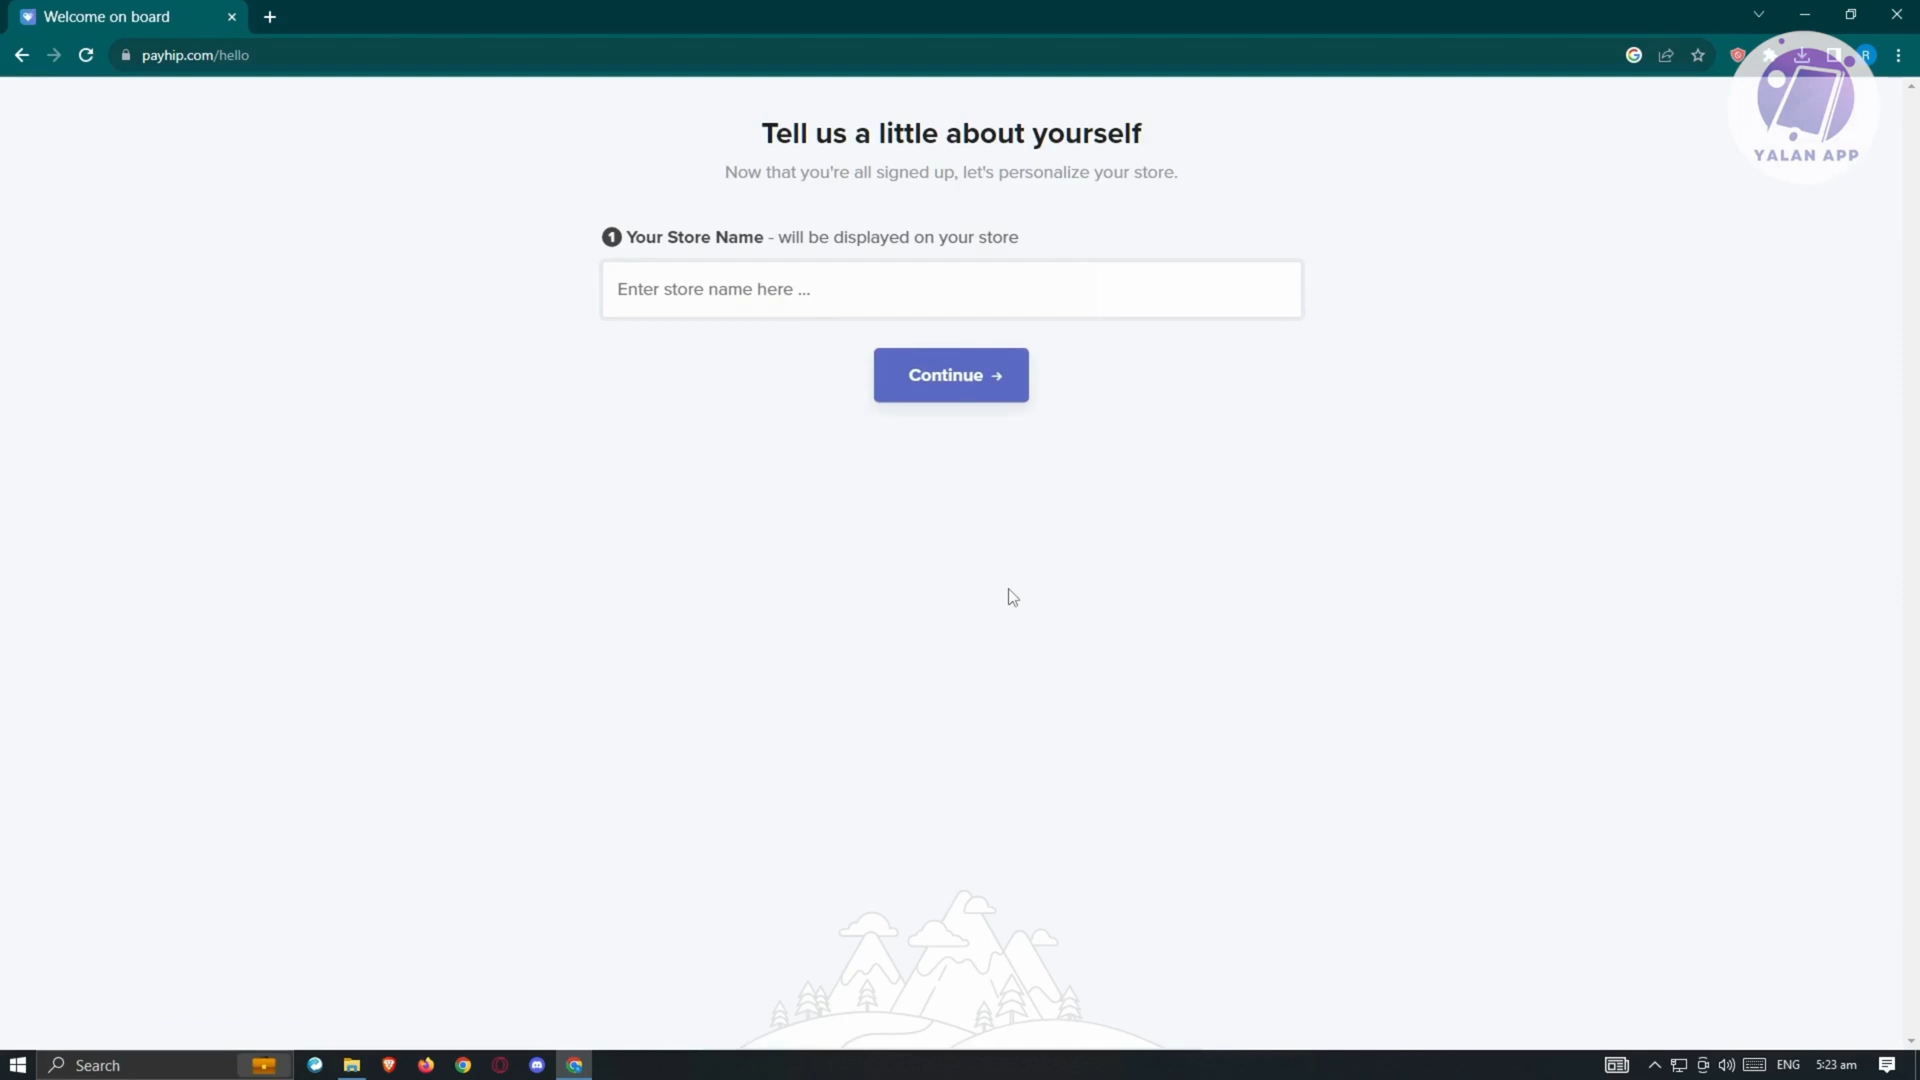 Welcome on board
payhip.com/hello
R
YALAN APP
Tell us a little about yourself
Now that you're all signed up, let's personalize your store.
1 Your Store Name - will be displayed on your store
Enter store name here ...
Continue →
Search
ENG
5:23 am